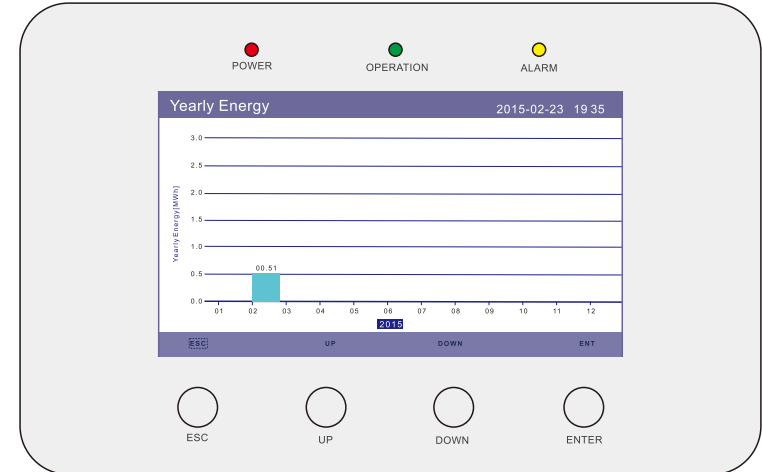 POWER OPERATION ALARM
Yearly Energy 2015-02-23 19 35
3.0
2.5
2.0
1.5
1.0
0.5
0.0
Yearly Energy[MWh]
00.51
01 02 03 04 05 06 07 08 09 10 11 12
2015
ESC UP DOWN ENT
ESC UP DOWN ENTER